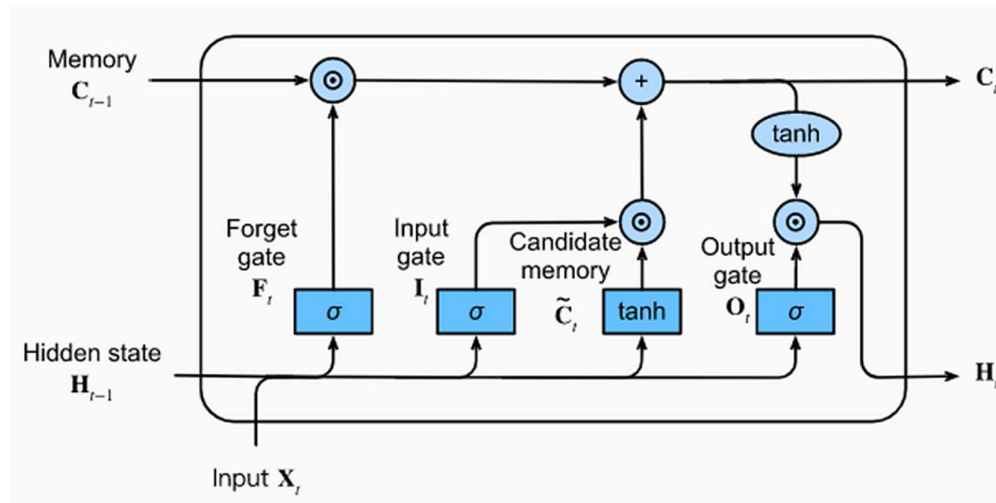 Memory
C_{t−1}
⊙
+
C_t
tanh
Forget
gate
F_t
Input
gate
I_t
Candidate
memory
C̃_t
⊙
Output
gate
O_t
⊙
σ
σ
tanh
σ
Hidden state
H_{t−1}
H_t
Input X_t